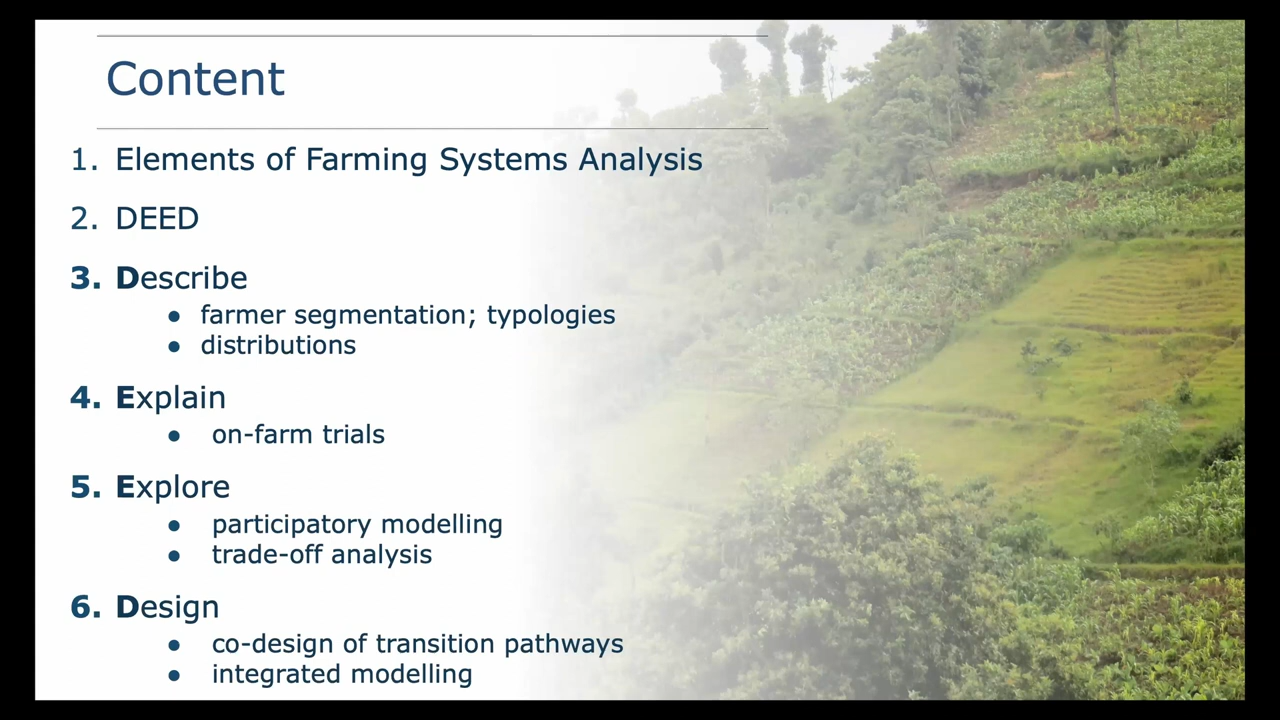 Content
1. Elements of Farming Systems Analysis
2. DEED
3. Describe
● farmer segmentation; typologies
● distributions
4. Explain
● on-farm trials
5. Explore
● participatory modelling
● trade-off analysis
6. Design
● co-design of transition pathways
● integrated modelling